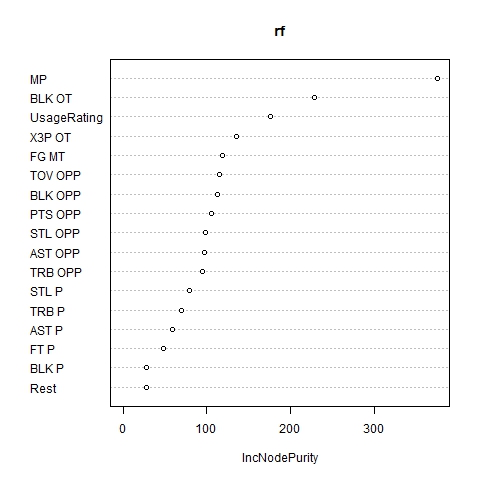 rf
MP
BLK OT
UsageRating
X3P OT
FG MT
TOV OPP
BLK OPP
PTS OPP
STL OPP
AST OPP
TRB OPP
STL P
TRB P
AST P
FT P
BLK P
Rest
0 100 200 300
IncNodePurity